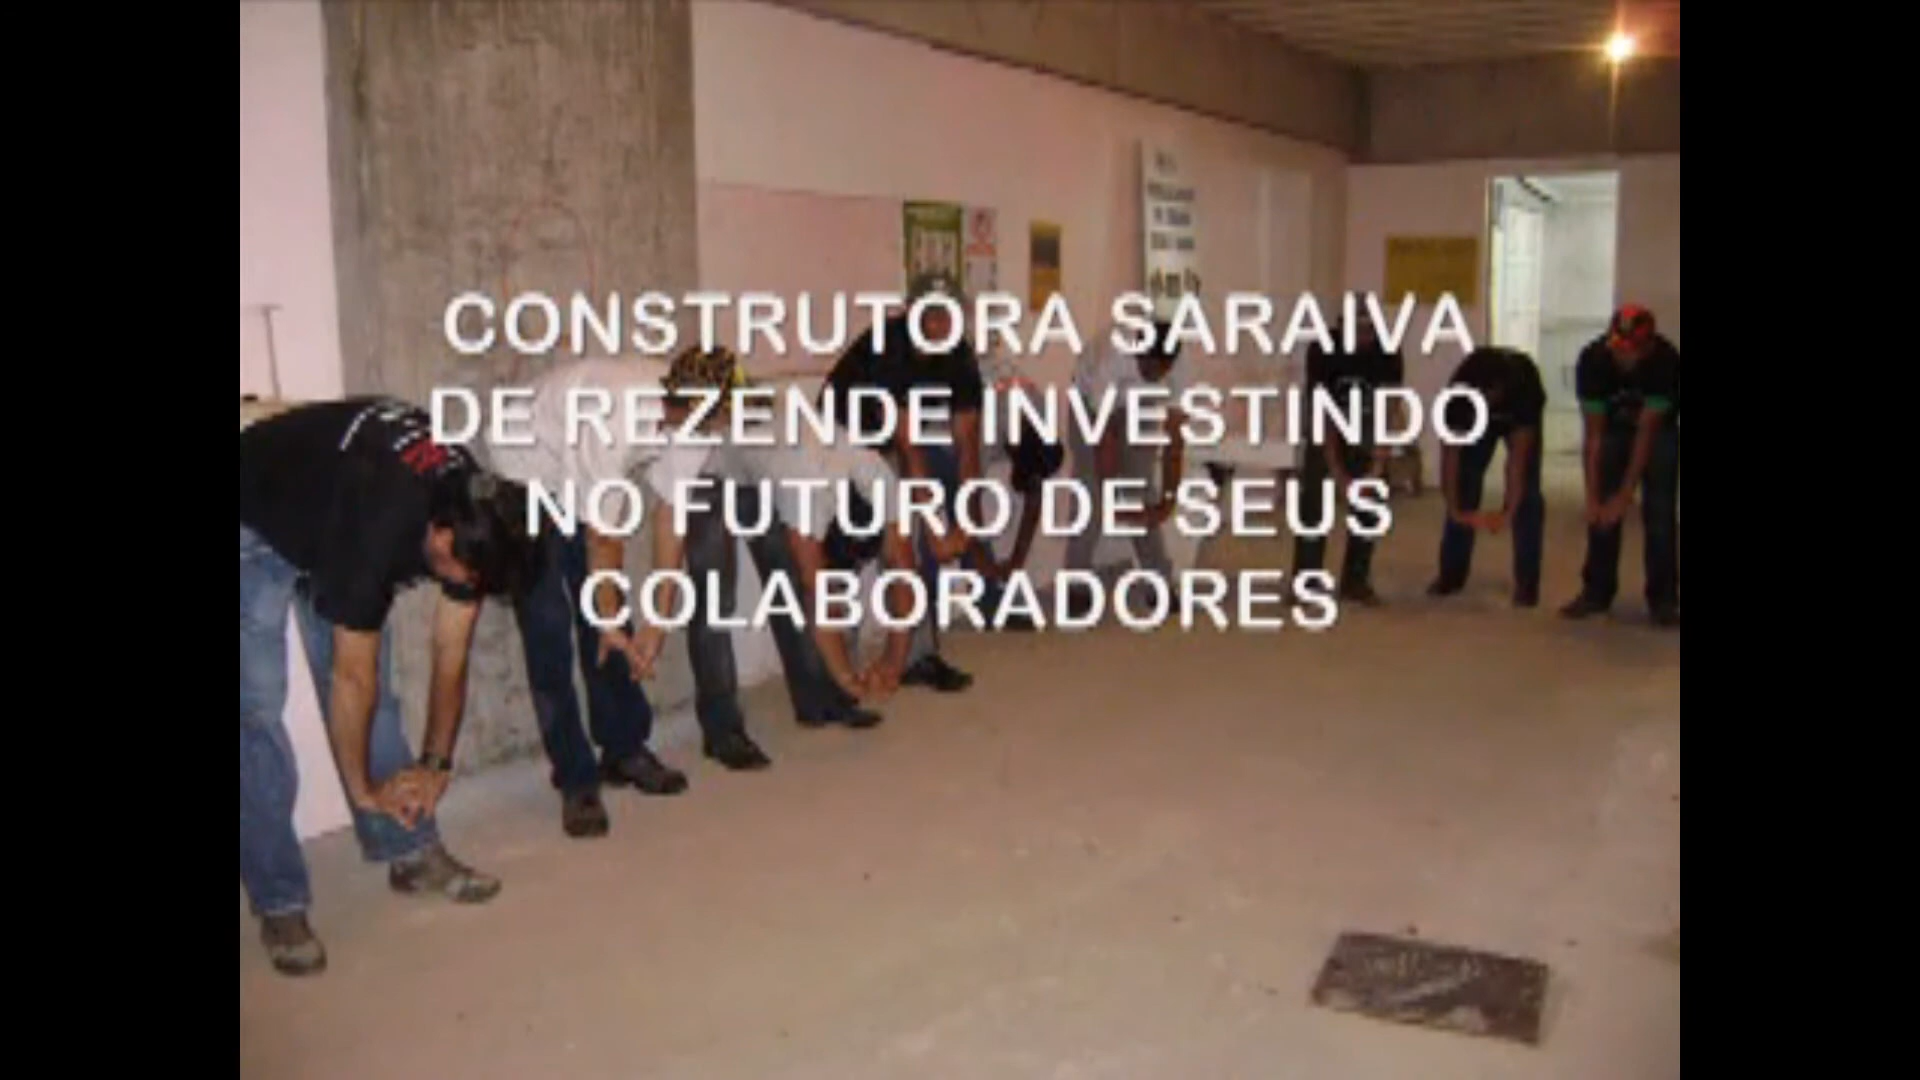 CONSTRUTORA SARAIVA
DE REZENDE INVESTINDO
NO FUTURO DE SEUS
COLABORADORES